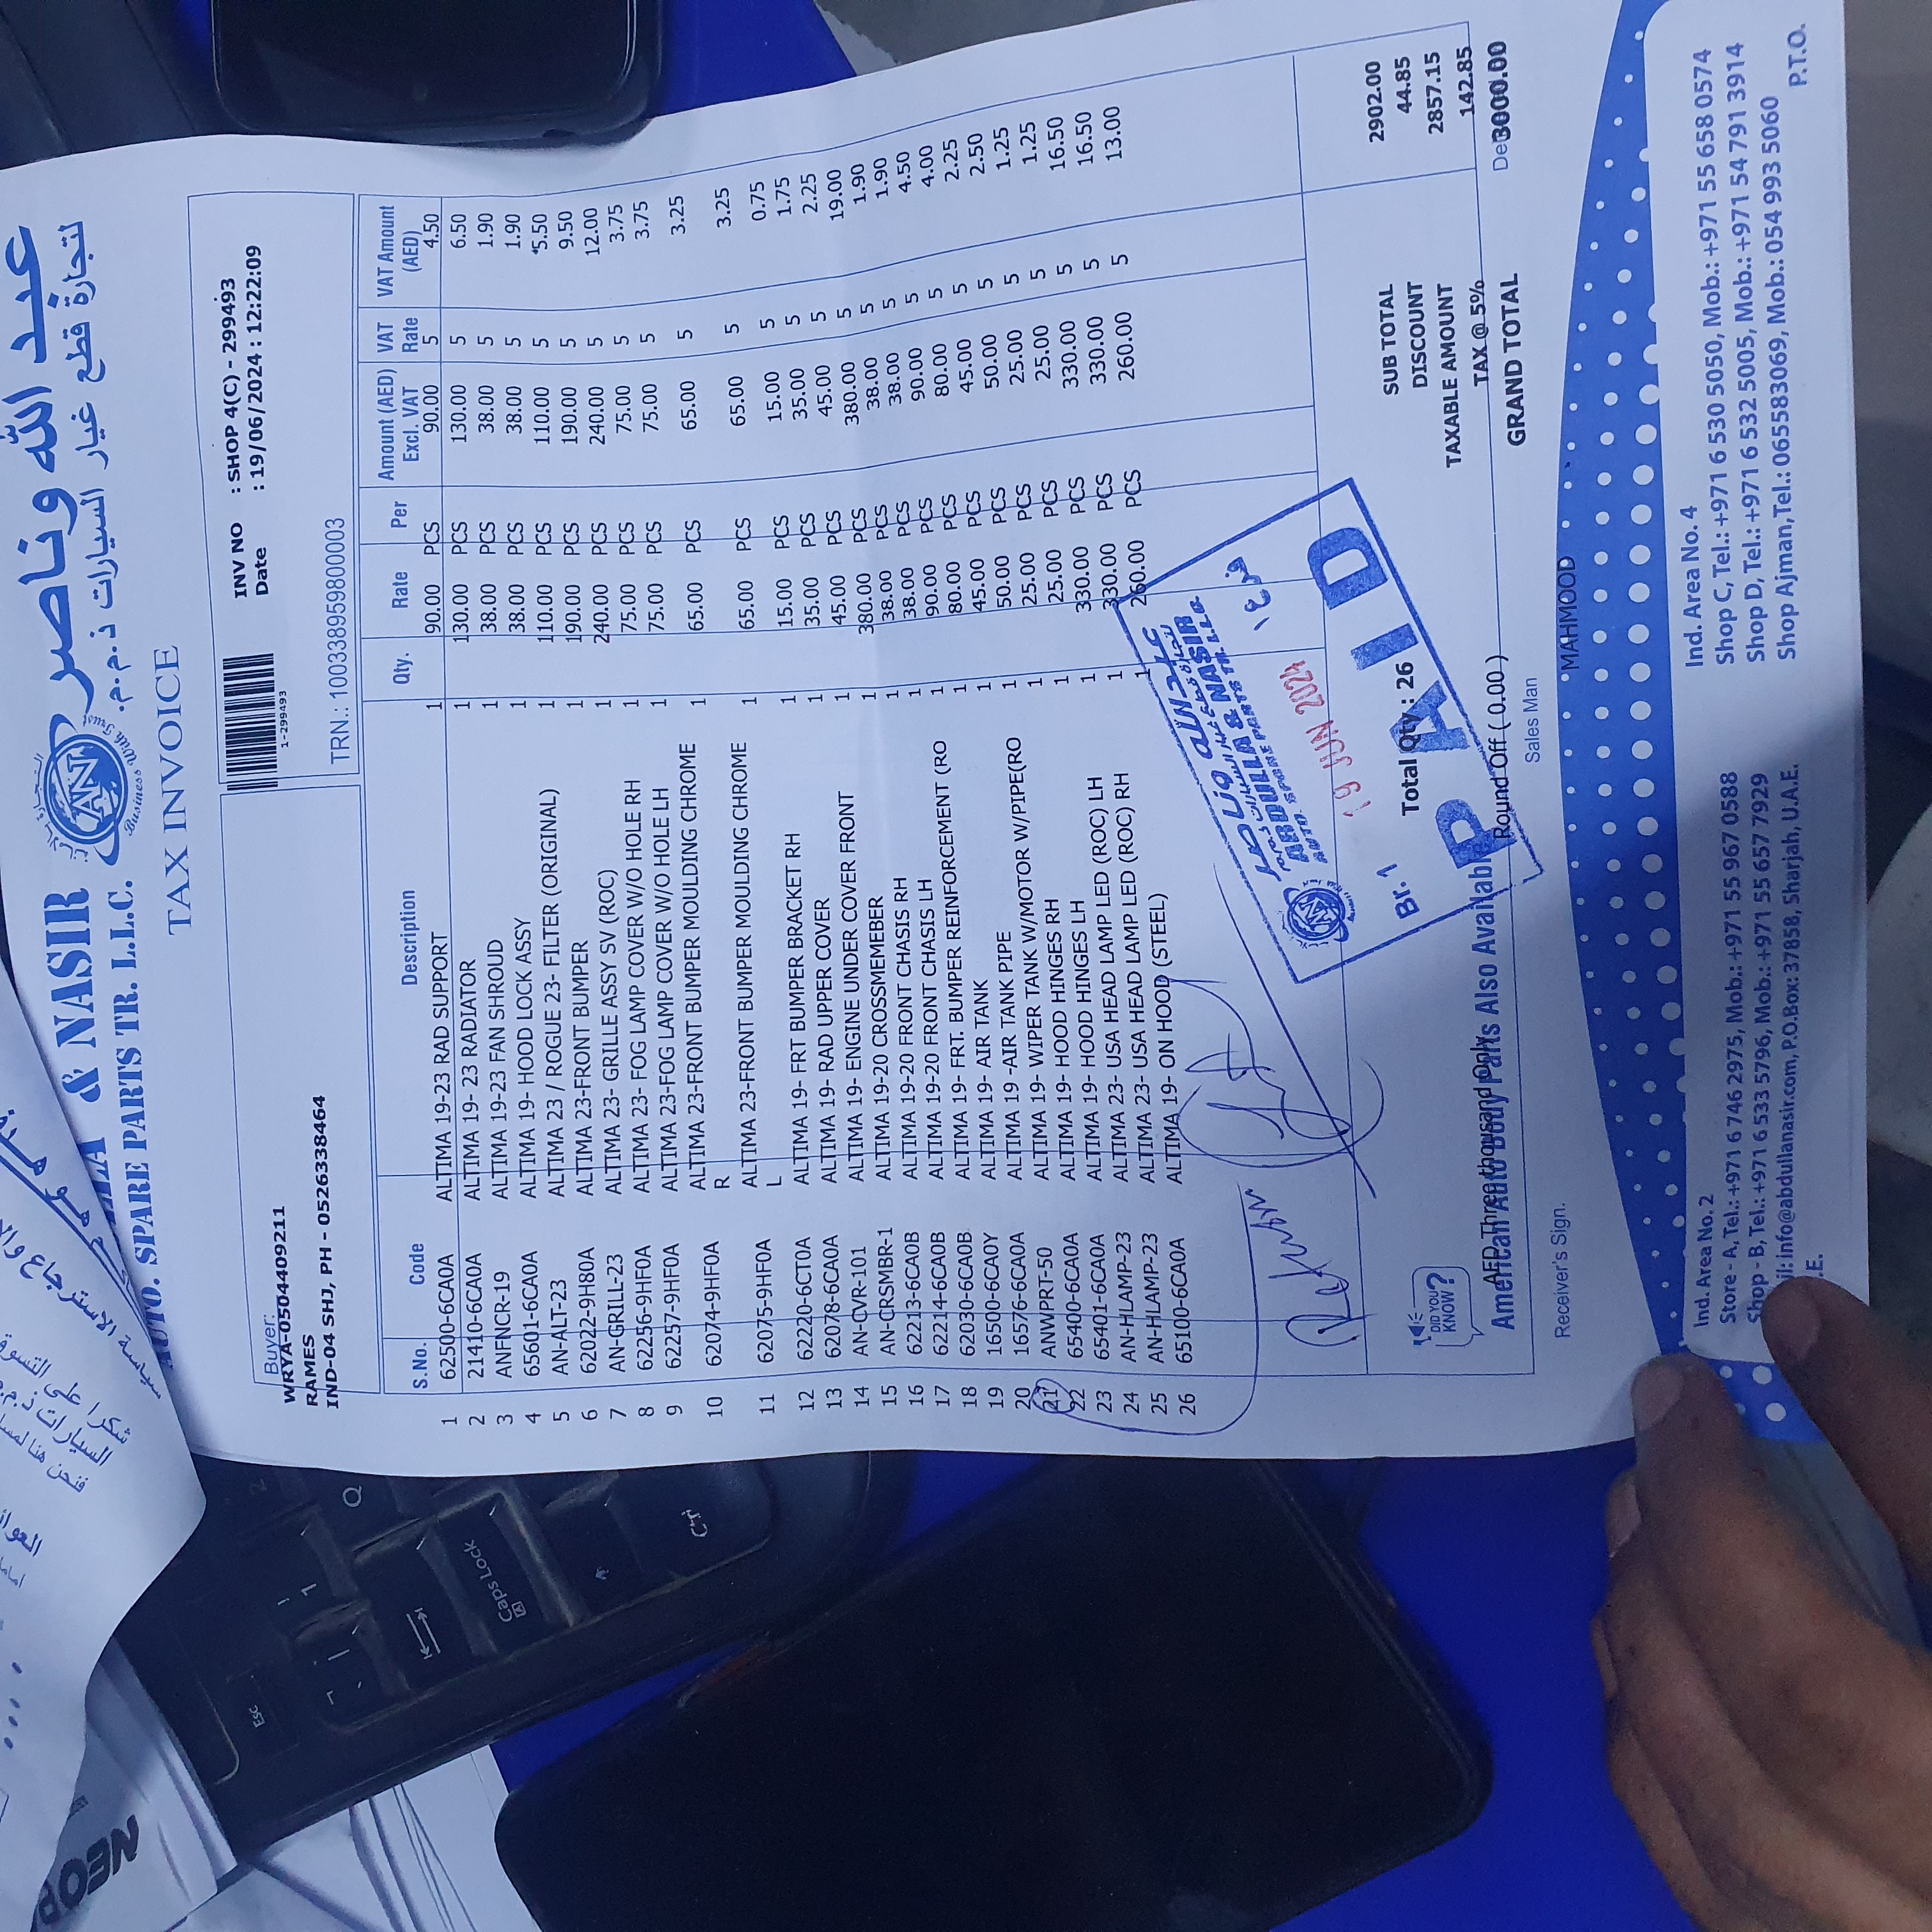 عبد الله وناصر
لتجارة قطع غيار السيارات ذ.م.م.
& NASIR
AUTO. SPARE PARTS TR. L.L.C.
AN
Business With Trust
TAX INVOICE
Buyer:
WRYA-0504409211
RAMES
IND-04 SHJ, PH - 0526338464
1-299493
INV NO : SHOP 4(C) - 299493
Date : 19/06/2024 : 12:22:09
TRN.: 100338959800003
S.No. Code Description Qty. Rate Per Amount (AED) Excl. VAT VAT Rate VAT Amount (AED)
1 62500-6CA0A ALTIMA 19-23 RAD SUPPORT 1 90.00 PCS 90.00 5 4.50
2 21410-6CA0A ALTIMA 19- 23 RADIATOR 1 130.00 PCS 130.00 5 6.50
3 ANFNCR-19 ALTIMA 19-23 FAN SHROUD 1 38.00 PCS 38.00 5 1.90
4 65601-6CA0A ALTIMA 19- HOOD LOCK ASSY 1 38.00 PCS 38.00 5 1.90
5 AN-ALT-23 ALTIMA 23 / ROGUE 23- FILTER (ORIGINAL) 1 110.00 PCS 110.00 5 5.50
6 62022-9H80A ALTIMA 23-FRONT BUMPER 1 190.00 PCS 190.00 5 9.50
7 AN-GRILL-23 ALTIMA 23- GRILLE ASSY SV (ROC) 1 240.00 PCS 240.00 5 12.00
8 62256-9HF0A ALTIMA 23- FOG LAMP COVER W/O HOLE RH 1 75.00 PCS 75.00 5 3.75
9 62257-9HF0A ALTIMA 23-FOG LAMP COVER W/O HOLE LH 1 75.00 PCS 75.00 5 3.75
10 62074-9HF0A ALTIMA 23-FRONT BUMPER MOULDING CHROME 1 65.00 PCS 65.00 5 3.25
R
11 62075-9HF0A ALTIMA 23-FRONT BUMPER MOULDING CHROME 1 65.00 PCS 65.00 5 3.25
L
12 62220-6CT0A ALTIMA 19- FRT BUMPER BRACKET RH 1 15.00 PCS 15.00 5 0.75
13 62078-6CA0A ALTIMA 19- RAD UPPER COVER 1 35.00 PCS 35.00 5 1.75
14 AN-CVR-101 ALTIMA 19- ENGINE UNDER COVER FRONT 1 45.00 PCS 45.00 5 2.25
15 AN-CRSMBR-1 ALTIMA 19-20 CROSSMEMEBER 1 380.00 PCS 380.00 5 19.00
16 62213-6CA0B ALTIMA 19-20 FRONT CHASIS RH 1 38.00 PCS 38.00 5 1.90
17 62214-6CA0B ALTIMA 19-20 FRONT CHASIS LH 1 38.00 PCS 38.00 5 1.90
18 62030-6CA0B ALTIMA 19- FRT. BUMPER REINFORCEMENT (RO 1 90.00 PCS 90.00 5 4.50
19 16500-6CA0Y ALTIMA 19- AIR TANK 1 80.00 PCS 80.00 5 4.00
20 16576-6CA0A ALTIMA 19 -AIR TANK PIPE 1 45.00 PCS 45.00 5 2.25
21 ANWPRT-50 ALTIMA 19- WIPER TANK W/MOTOR W/PIPE(RO 1 50.00 PCS 50.00 5 2.50
22 65400-6CA0A ALTIMA 19- HOOD HINGES RH 1 25.00 PCS 25.00 5 1.25
23 65401-6CA0A ALTIMA 19- HOOD HINGES LH 1 25.00 PCS 25.00 5 1.25
24 AN-HLAMP-23 ALTIMA 23- USA HEAD LAMP LED (ROC) LH 1 330.00 PCS 330.00 5 16.50
25 AN-HLAMP-23 ALTIMA 23- USA HEAD LAMP LED (ROC) RH 1 330.00 PCS 330.00 5 16.50
26 65100-6CA0A ALTIMA 19- ON HOOD (STEEL) 1 260.00 PCS 260.00 5 13.00
ABDULLA & NASIR
AUTO. SPARE PARTS TR. LLC
فرع ١
19 JUN 2024
Br. 1
PAID
Total Qty : 26
SUB TOTAL 2902.00
DISCOUNT 44.85
TAXABLE AMOUNT 2857.15
TAX @ 5% 142.85
GRAND TOTAL 3000.00
DID YOU KNOW?
AED Three thousand Only
American Auto Body Parts Also Available
Round Off ( 0.00 )
Receiver's Sign.
Sales Man
MAHMOOD
Ind. Area No. 2
Store - A, Tel.: +971 6 746 2975, Mob.: +971 55 967 0588
Shop - B, Tel.: +971 6 533 5796, Mob.: +971 55 657 7929
il: info@abdullanasir.com, P.O.Box: 37858, Sharjah, U.A.E.
.E.
Ind. Area No. 4
Shop C, Tel.: +971 6 530 5050, Mob.: +971 55 658 0574
Shop D, Tel.: +971 6 532 5005, Mob.: +971 54 791 3914
Shop Ajman, Tel.: 065583069, Mob.: 054 993 5060
P.T.O.
شكرا على التسوق
Esc
1
Q
Caps Lock
A
Ctrl
NEOP